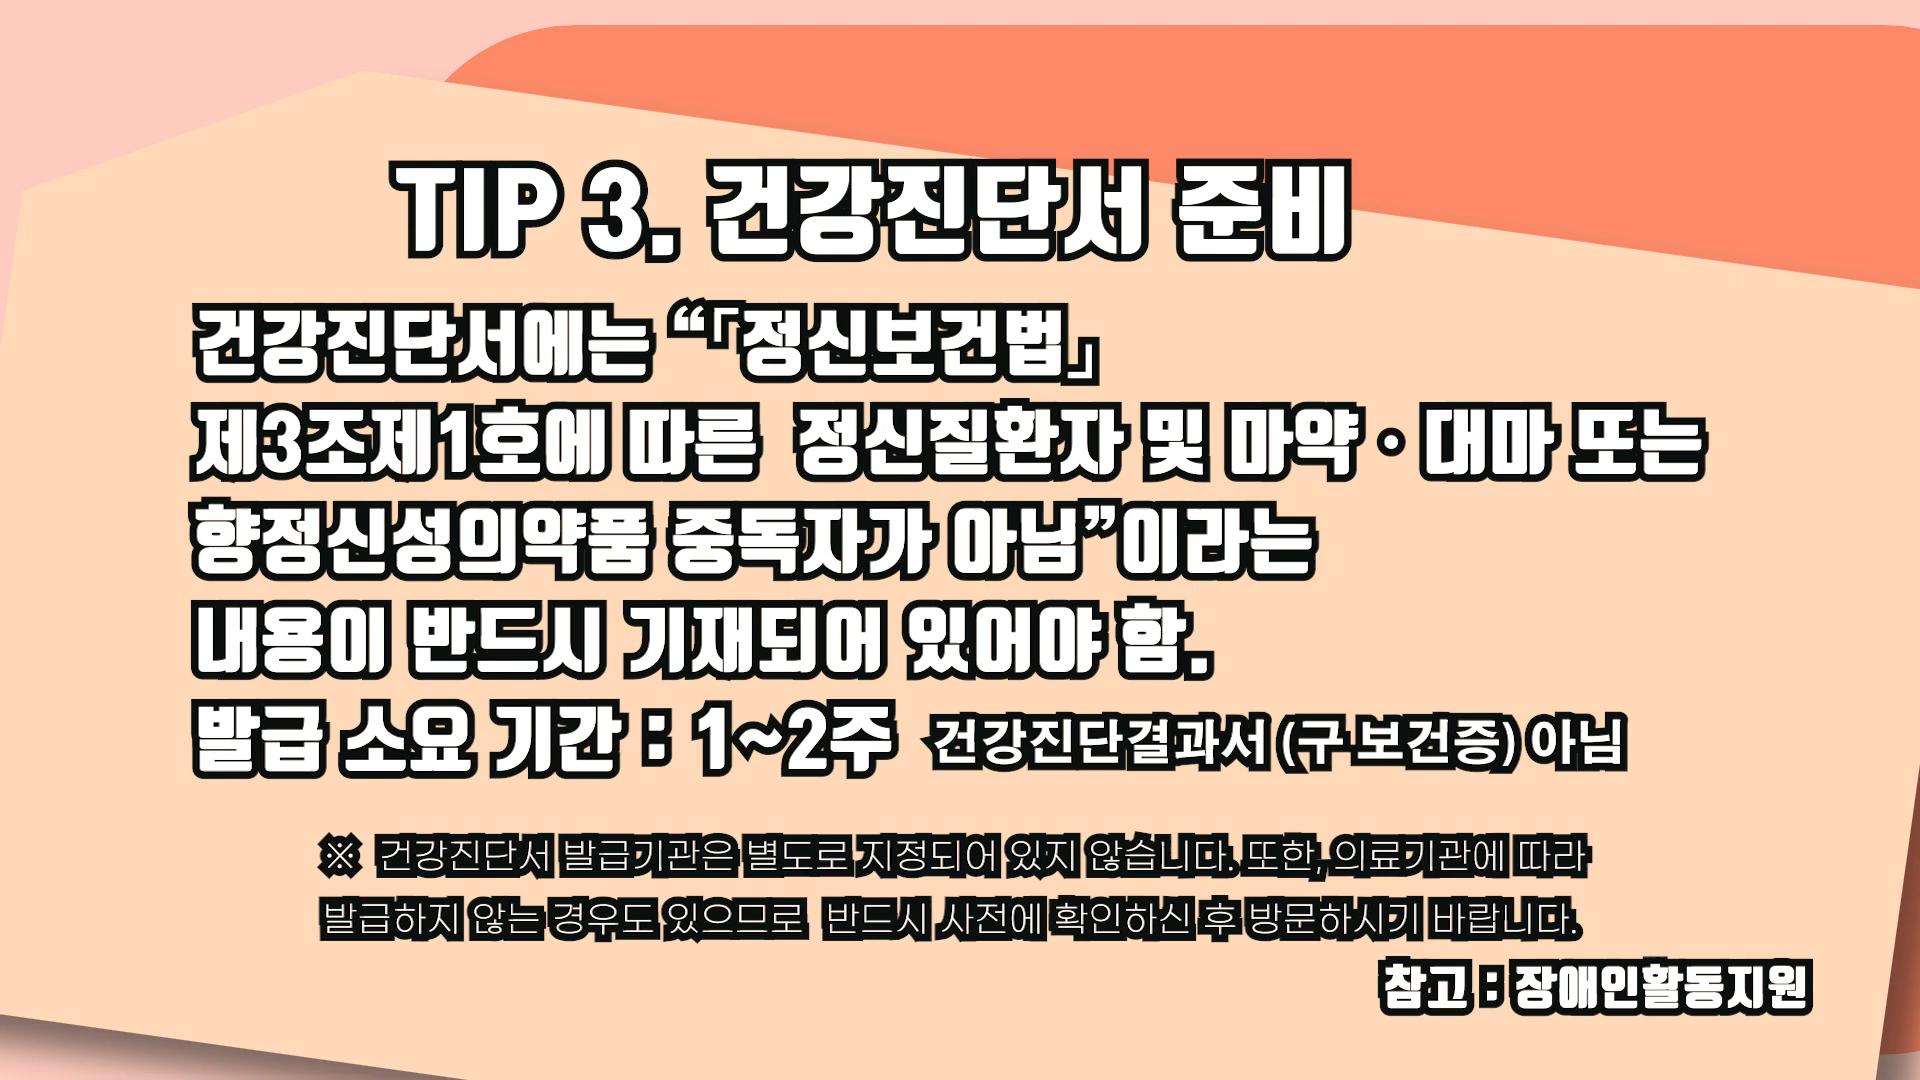 TIP 3. 건강진단서 준비
건강진단서에는 “「정신보건법」
제3조제1호에 따른 정신질환자 및 마약·대마 또는
향정신성의약품 중독자가 아님”이라는
내용이 반드시 기재되어 있어야 함.
발급 소요 기간 : 1~2주 건강진단결과서 (구 보건증) 아님
※ 건강진단서 발급기관은 별도로 지정되어 있지 않습니다. 또한, 의료기관에 따라
발급하지 않는 경우도 있으므로 반드시 사전에 확인하신 후 방문하시기 바랍니다.
참고 : 장애인활동지원